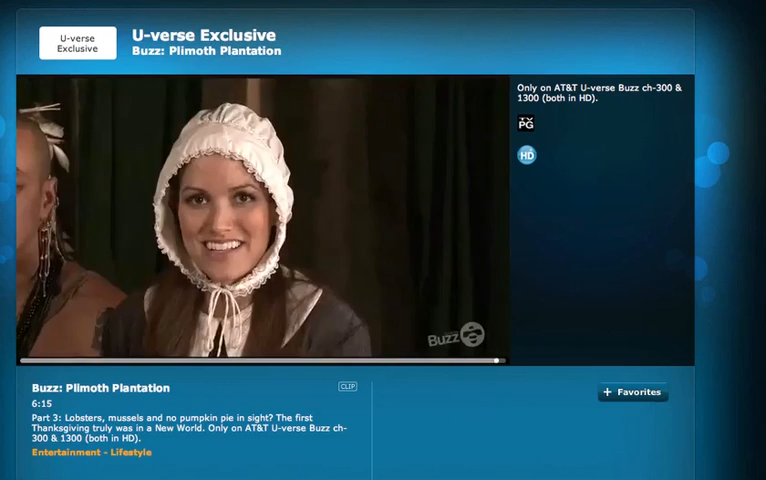 U-verse
Exclusive
U-verse Exclusive
Buzz: Plimoth Plantation
Only on AT&T U-verse Buzz ch-300 &
1300 (both in HD).
TV
PG
HD
Buzz
Buzz: Plimoth Plantation
CLIP
6:15
Part 3: Lobsters, mussels and no pumpkin pie in sight? The first
Thanksgiving truly was in a New World. Only on AT&T U-verse Buzz ch-
300 & 1300 (both in HD).
Entertainment - Lifestyle
+ Favorites